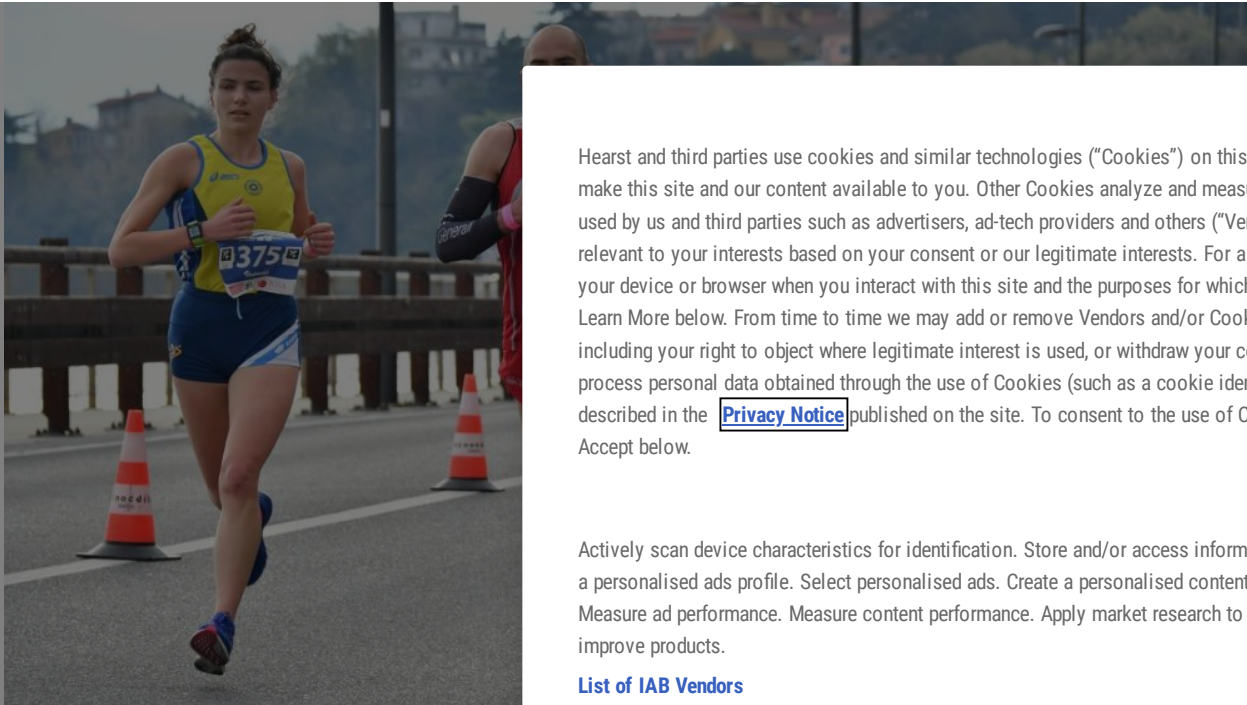 asics
375
Generali
Hearst and third parties use cookies and similar technologies (“Cookies”) on this
make this site and our content available to you. Other Cookies analyze and meas
used by us and third parties such as advertisers, ad-tech providers and others (“Ve
relevant to your interests based on your consent or our legitimate interests. For a
your device or browser when you interact with this site and the purposes for which
Learn More below. From time to time we may add or remove Vendors and/or Cook
including your right to object where legitimate interest is used, or withdraw your c
process personal data obtained through the use of Cookies (such as a cookie iden
described in the Privacy Notice published on the site. To consent to the use of C
Accept below.
Actively scan device characteristics for identification. Store and/or access inform
a personalised ads profile. Select personalised ads. Create a personalised content
Measure ad performance. Measure content performance. Apply market research to
improve products.
List of IAB Vendors